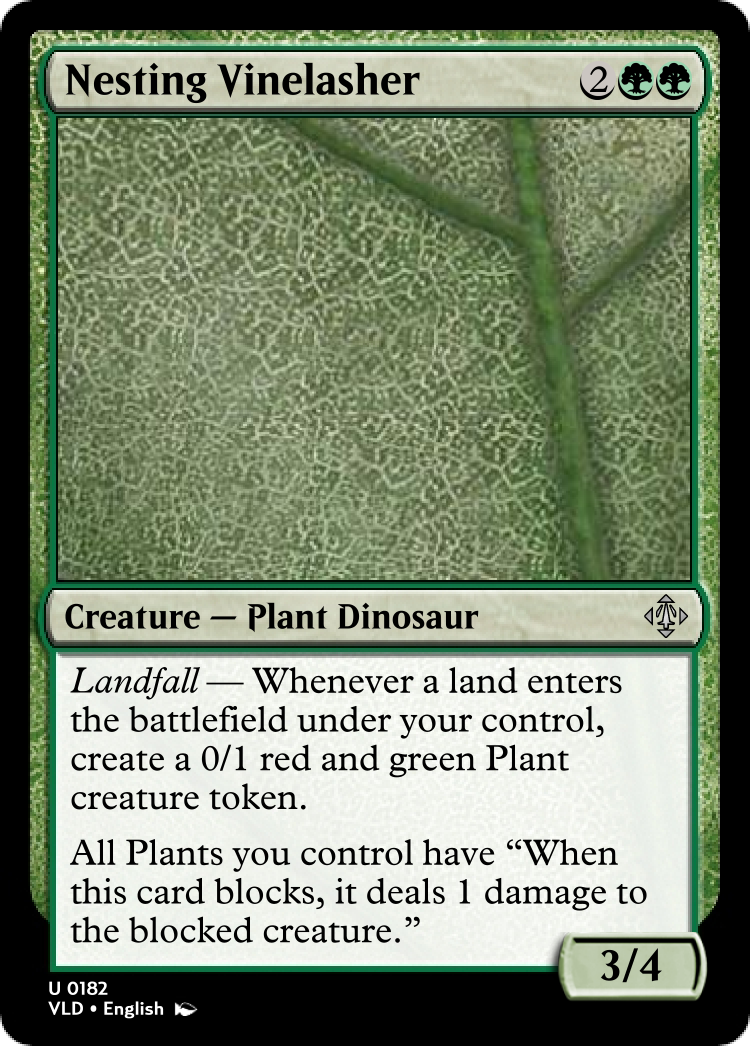 Nesting Vinelasher 2
Creature — Plant Dinosaur
Landfall — Whenever a land enters
the battlefield under your control,
create a 0/1 red and green Plant
creature token.
All Plants you control have “When
this card blocks, it deals 1 damage to
the blocked creature.”
3/4
U 0182
VLD • English